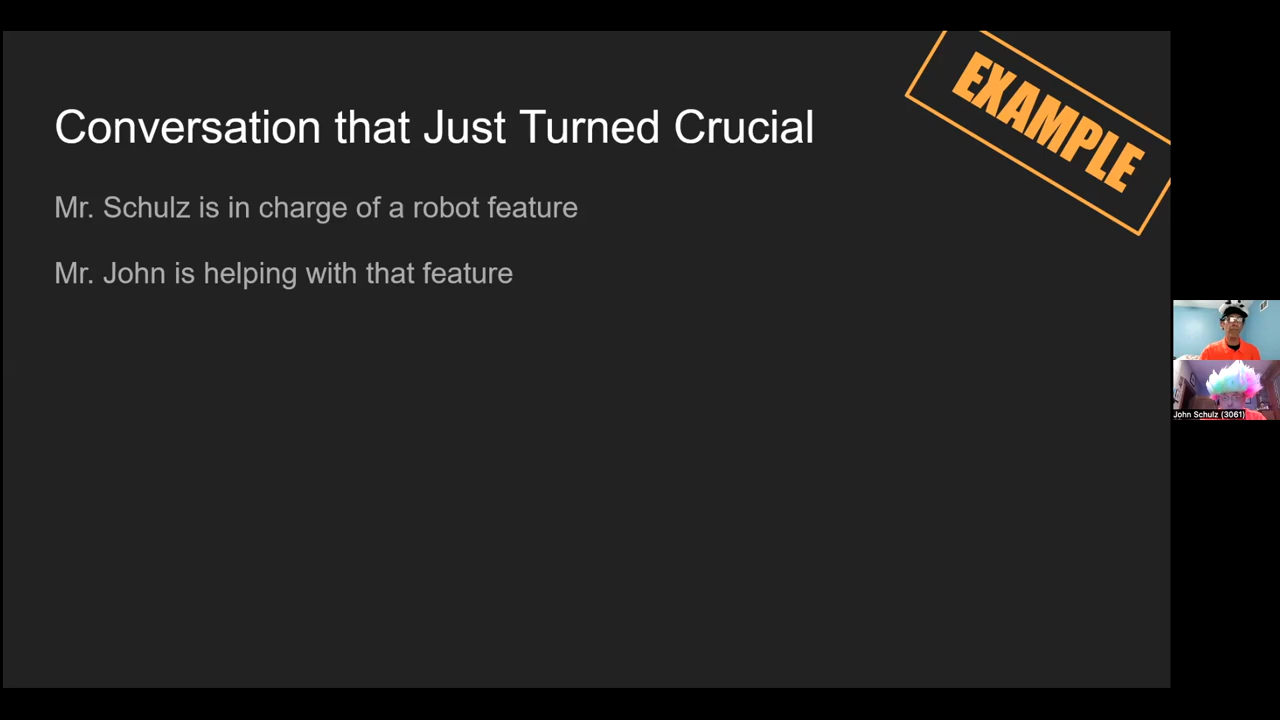 EXAMPLE
Conversation that Just Turned Crucial
Mr. Schulz is in charge of a robot feature
Mr. John is helping with that feature
John Schulz (3061)